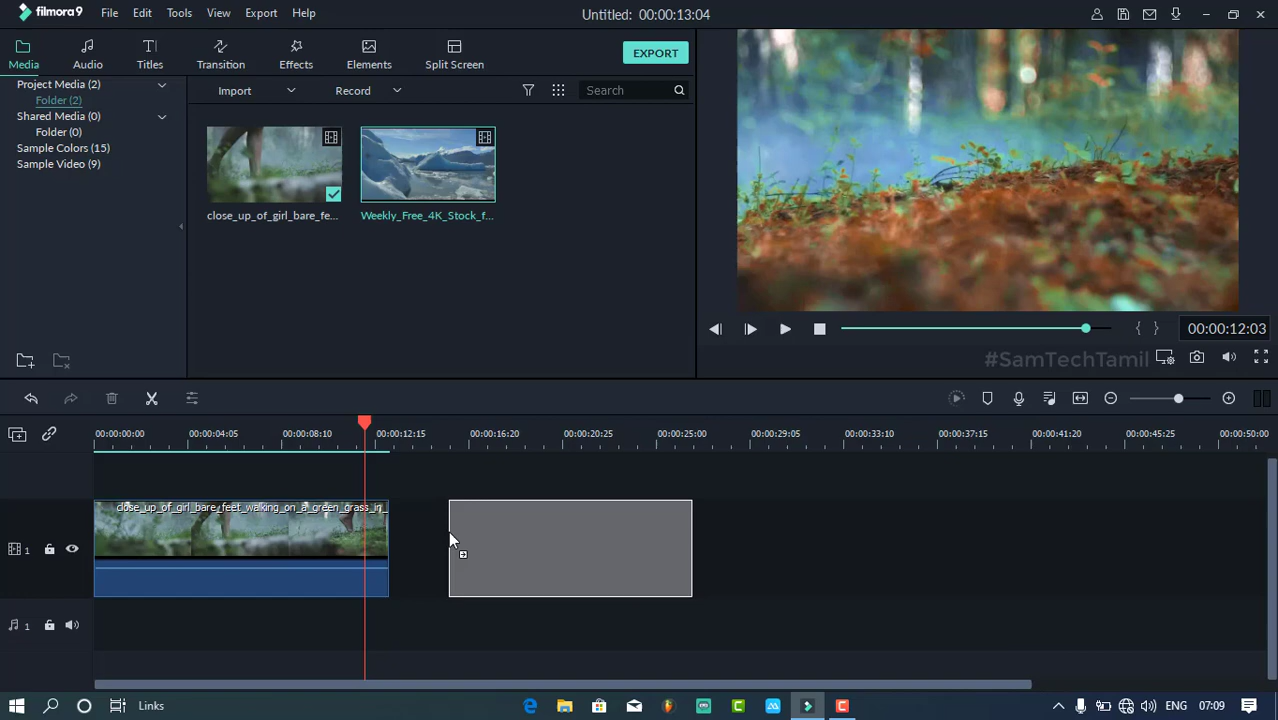 filmora9
File Edit Tools View Export Help
Untitled: 00:00:13:04
Media Audio Titles Transition Effects Elements Split Screen
EXPORT
Project Media (2)
Folder (2)
Shared Media (0)
Folder (0)
Sample Colors (15)
Sample Video (9)
Import Record Search
close_up_of_girl_bare_fe... Weekly_Free_4K_Stock_f...
{ } 00:00:12:03
#SamTechTamil
00:00:00:00 00:00:04:05 00:00:08:10 00:00:12:15 00:00:16:20 00:00:20:25 00:00:25:00 00:00:29:05 00:00:33:10 00:00:37:15 00:00:41:20 00:00:45:25 00:00:50:00
close_up_of_girl_bare_feet_walking_on_a_green_grass_in_
1
1
Links
ENG 07:09